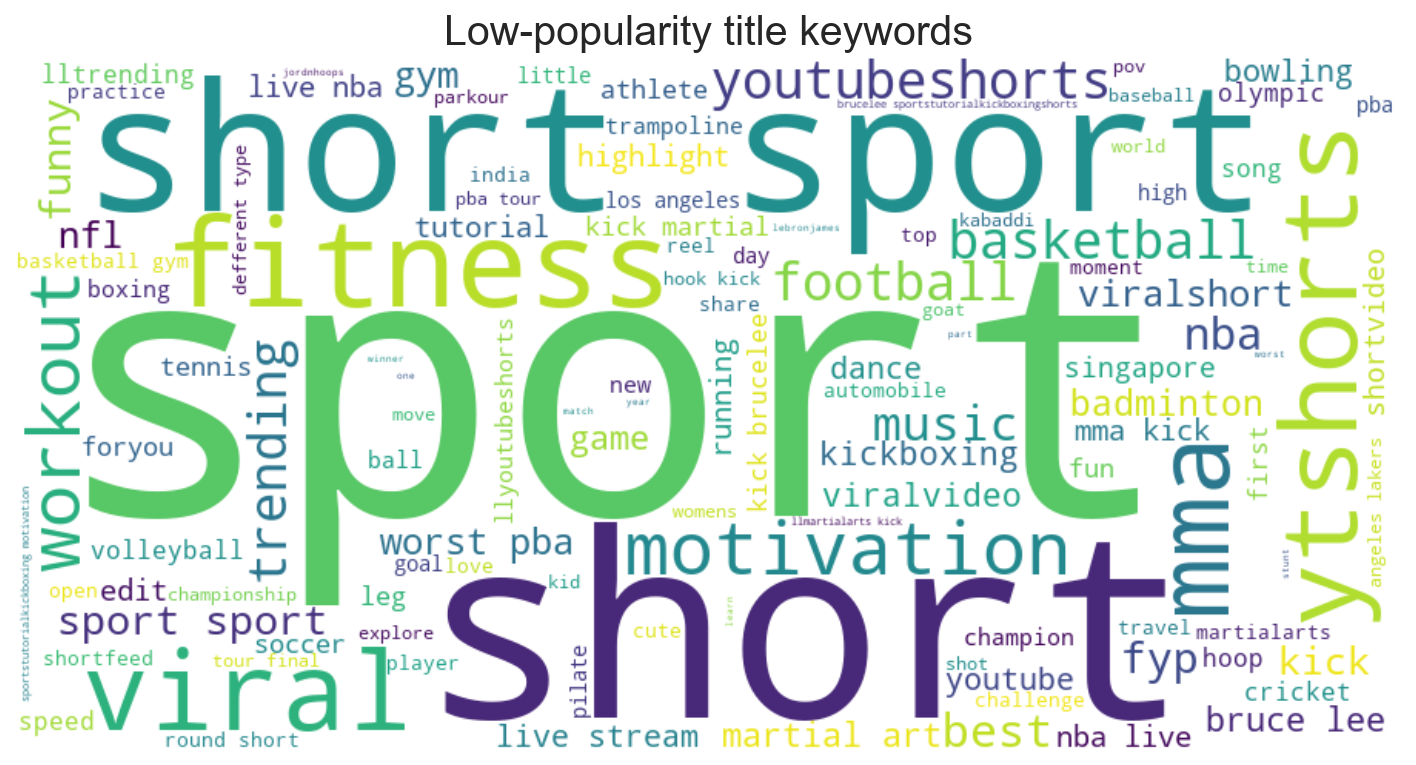 Low-popularity title keywords
lltrending
practice
jordnhoops
live nba
gym
parkour
little
athlete
youtubeshorts
brucelee sportstutorialkickboxingshorts
pov
baseball
bowling
olympic
pba
funny
defferent type
short
trampoline
highlight
sport
world
song
india
pba tour
los angeles
high
nfl
tutorial
kick martial
lebronjames
kabaddi
top
basketball
ytshorts
basketball gym
boxing
fitness
reel
day
hook kick
share
football
goat
moment
time
viralshort
shortvideo
workout
tennis
trending
foryou
sport
winner
one
move
ball
llyoutubeshorts
new
year
match
game
running
kick brucelee
part
nba
worst
dance
automobile
singapore
badminton
music
mma kick
kickboxing
fun
viralvideo
mma
first
angeles lakers
sportstutorialkickboxing motivation
volleyball
worst pba
goal
love
womens
llmartialarts kick
motivation
stunt
open
edit
championship
leg
kid
short
sport sport
soccer
explore
cute
learn
champion
travel
martialarts
shortfeed
tour final
player
pilate
shot
youtube
fyp
hoop
kick
viral
challenge
cricket
speed
round short
live stream
martial art
best
nba live
bruce lee